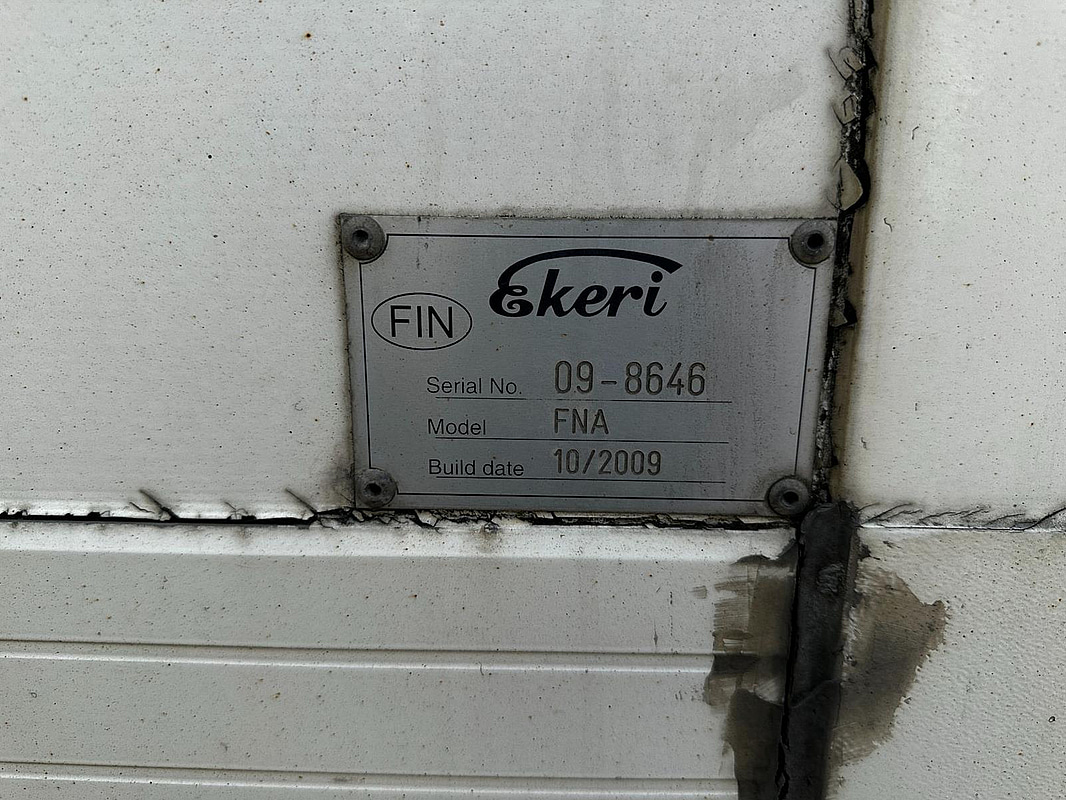 Ekeri
FIN
Serial No. 09-8646
Model FNA
Build date 10/2009